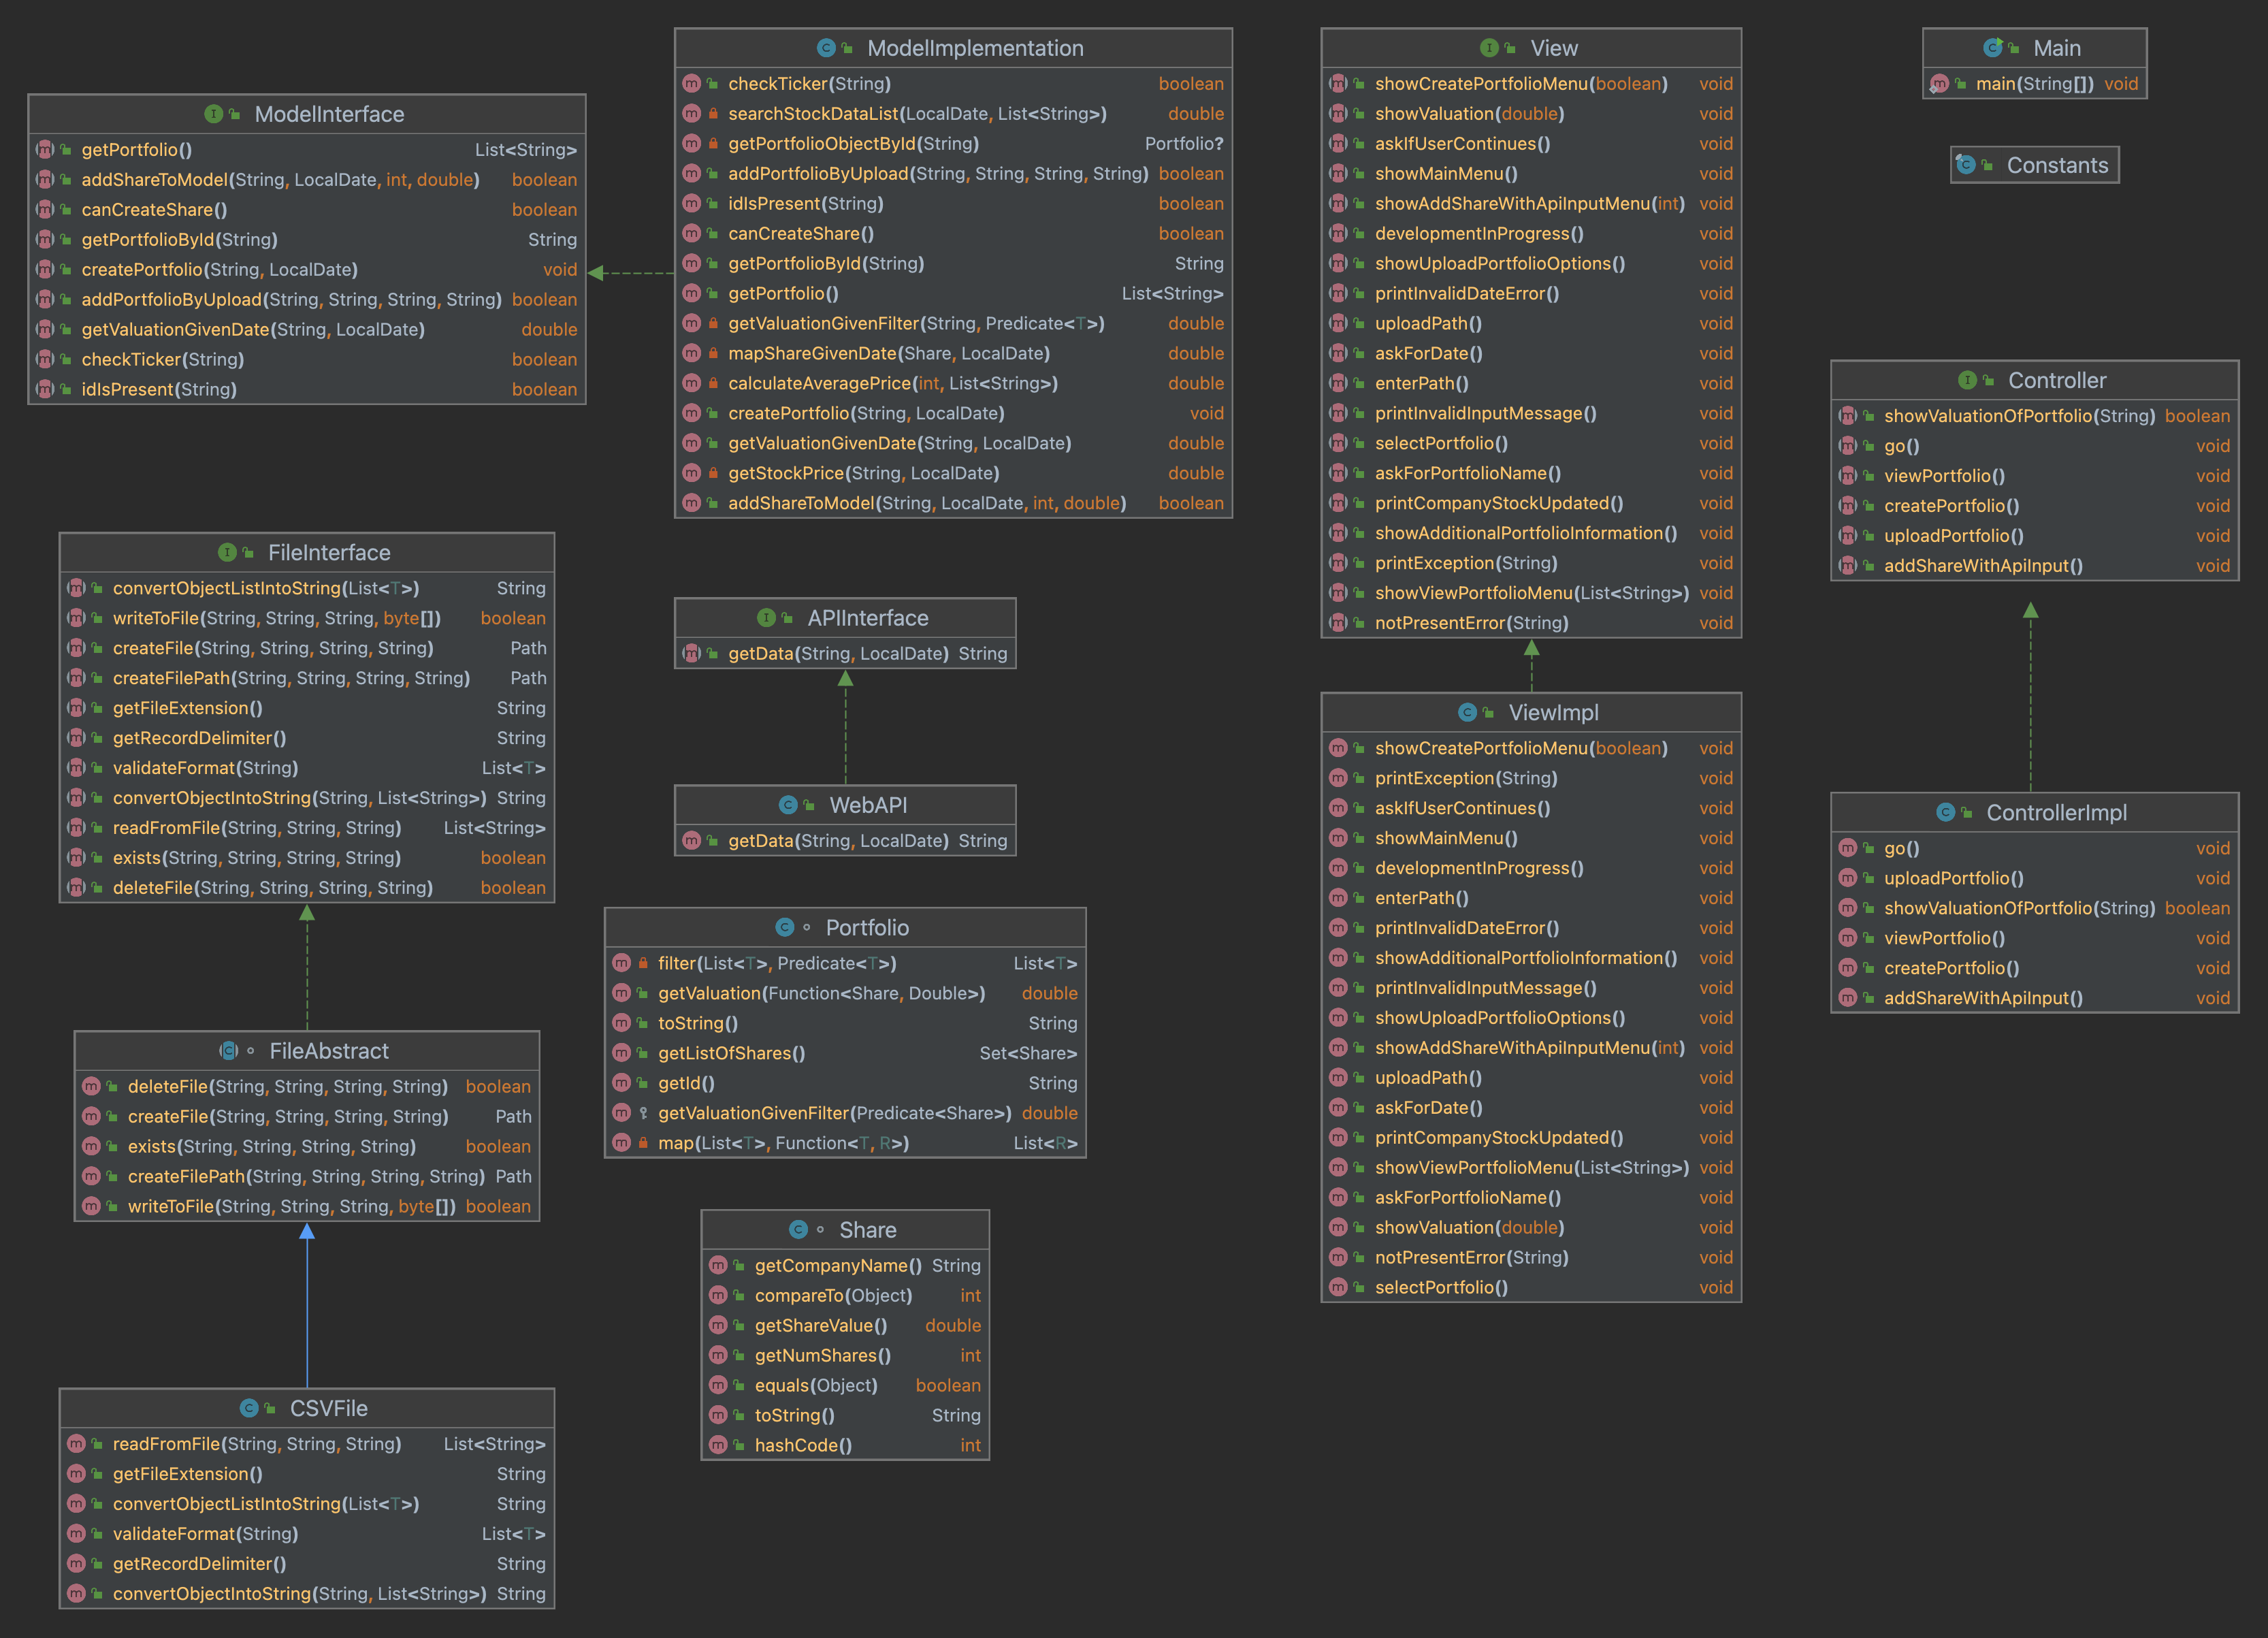 ModelInterface
getPortfolio() List<String>
addShareToModel(String, LocalDate, int, double) boolean
canCreateShare() boolean
getPortfolioById(String) String
createPortfolio(String, LocalDate) void
addPortfolioByUpload(String, String, String, String) boolean
getValuationGivenDate(String, LocalDate) double
checkTicker(String) boolean
idIsPresent(String) boolean
ModelImplementation
checkTicker(String) boolean
searchStockDataList(LocalDate, List<String>) double
getPortfolioObjectById(String) Portfolio?
addPortfolioByUpload(String, String, String, String) boolean
idIsPresent(String) boolean
canCreateShare() boolean
getPortfolioById(String) String
getPortfolio() List<String>
getValuationGivenFilter(String, Predicate<T>) double
mapShareGivenDate(Share, LocalDate) double
calculateAveragePrice(int, List<String>) double
createPortfolio(String, LocalDate) void
getValuationGivenDate(String, LocalDate) double
getStockPrice(String, LocalDate) double
addShareToModel(String, LocalDate, int, double) boolean
View
showCreatePortfolioMenu(boolean) void
showValuation(double) void
askIfUserContinues() void
showMainMenu() void
showAddShareWithApiInputMenu(int) void
developmentInProgress() void
showUploadPortfolioOptions() void
printInvalidDateError() void
uploadPath() void
askForDate() void
enterPath() void
printInvalidInputMessage() void
selectPortfolio() void
askForPortfolioName() void
printCompanyStockUpdated() void
showAdditionalPortfolioInformation() void
printException(String) void
showViewPortfolioMenu(List<String>) void
notPresentError(String) void
Main
main(String[]) void
Constants
Controller
showValuationOfPortfolio(String) boolean
go() void
viewPortfolio() void
createPortfolio() void
uploadPortfolio() void
addShareWithApiInput() void
FileInterface
convertObjectListIntoString(List<T>) String
writeToFile(String, String, String, byte[]) boolean
createFile(String, String, String, String) Path
createFilePath(String, String, String, String) Path
getFileExtension() String
getRecordDelimiter() String
validateFormat(String) List<T>
convertObjectIntoString(String, List<String>) String
readFromFile(String, String, String) List<String>
exists(String, String, String, String) boolean
deleteFile(String, String, String, String) boolean
APIInterface
getData(String, LocalDate) String
WebAPI
getData(String, LocalDate) String
ViewImpl
showCreatePortfolioMenu(boolean) void
printException(String) void
askIfUserContinues() void
showMainMenu() void
developmentInProgress() void
enterPath() void
printInvalidDateError() void
showAdditionalPortfolioInformation() void
printInvalidInputMessage() void
showUploadPortfolioOptions() void
showAddShareWithApiInputMenu(int) void
uploadPath() void
askForDate() void
printCompanyStockUpdated() void
showViewPortfolioMenu(List<String>) void
askForPortfolioName() void
showValuation(double) void
notPresentError(String) void
selectPortfolio() void
ControllerImpl
go() void
uploadPortfolio() void
showValuationOfPortfolio(String) boolean
viewPortfolio() void
createPortfolio() void
addShareWithApiInput() void
Portfolio
filter(List<T>, Predicate<T>) List<T>
getValuation(Function<Share, Double>) double
toString() String
getListOfShares() Set<Share>
getId() String
getValuationGivenFilter(Predicate<Share>) double
map(List<T>, Function<T, R>) List<R>
FileAbstract
deleteFile(String, String, String, String) boolean
createFile(String, String, String, String) Path
exists(String, String, String, String) boolean
createFilePath(String, String, String, String) Path
writeToFile(String, String, String, byte[]) boolean
Share
getCompanyName() String
compareTo(Object) int
getShareValue() double
getNumShares() int
equals(Object) boolean
toString() String
hashCode() int
CSVFile
readFromFile(String, String, String) List<String>
getFileExtension() String
convertObjectListIntoString(List<T>) String
validateFormat(String) List<T>
getRecordDelimiter() String
convertObjectIntoString(String, List<String>) String